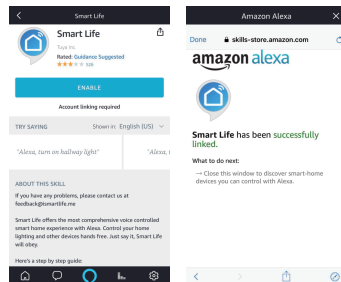 Smart Life
Smart Life
Tuya Inc.
Rated: Guidance Suggested
ENABLE
Account linking required
TRY SAYING
Shown in: English (US)
"Alexa, turn on hallway light"
"Alexa,
ABOUT THIS SKILL
If you have any problems, please contact us at
feedback@ismartlife.me
Smart Life offers the most comprehensive voice controlled
smart home experience with Alexa. Control your home
lighting and other devices hands free. Just say it, Smart Life
will obey.
Here's a step by step guide:
Amazon Alexa
Done
skills-store.amazon.com
amazon alexa
Smart Life has been successfully
linked.
What to do next:
→ Close this window to discover smart-home
devices you can control with Alexa.